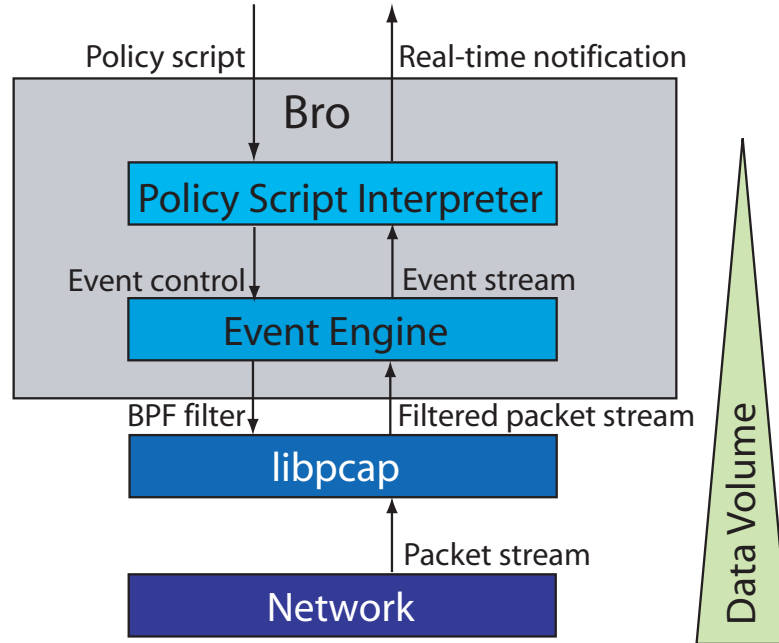 Policy script
Real-time notification
Bro
Policy Script Interpreter
Event control
Event stream
Event Engine
BPF filter
Filtered packet stream
libpcap
Packet stream
Network
Data Volume